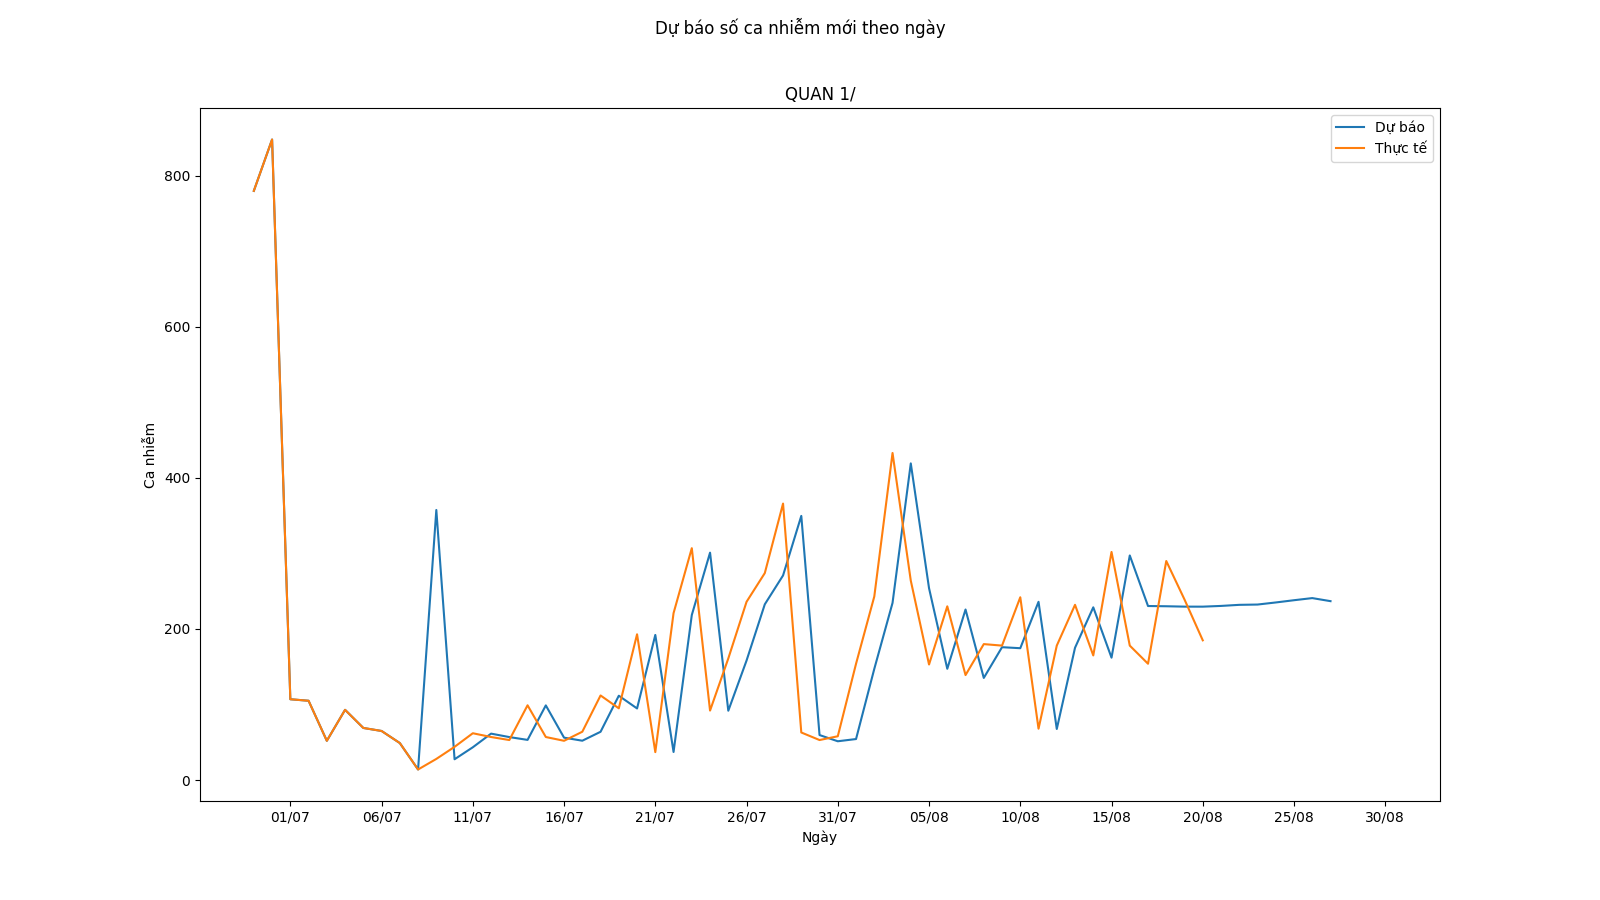 Dự báo số ca nhiễm mới theo ngày
QUAN 1/
Dự báo
Thực tế
800
600
400
200
0
Ca nhiễm
01/07 06/07 11/07 16/07 21/07 26/07 31/07 05/08 10/08 15/08 20/08 25/08 30/08
Ngày